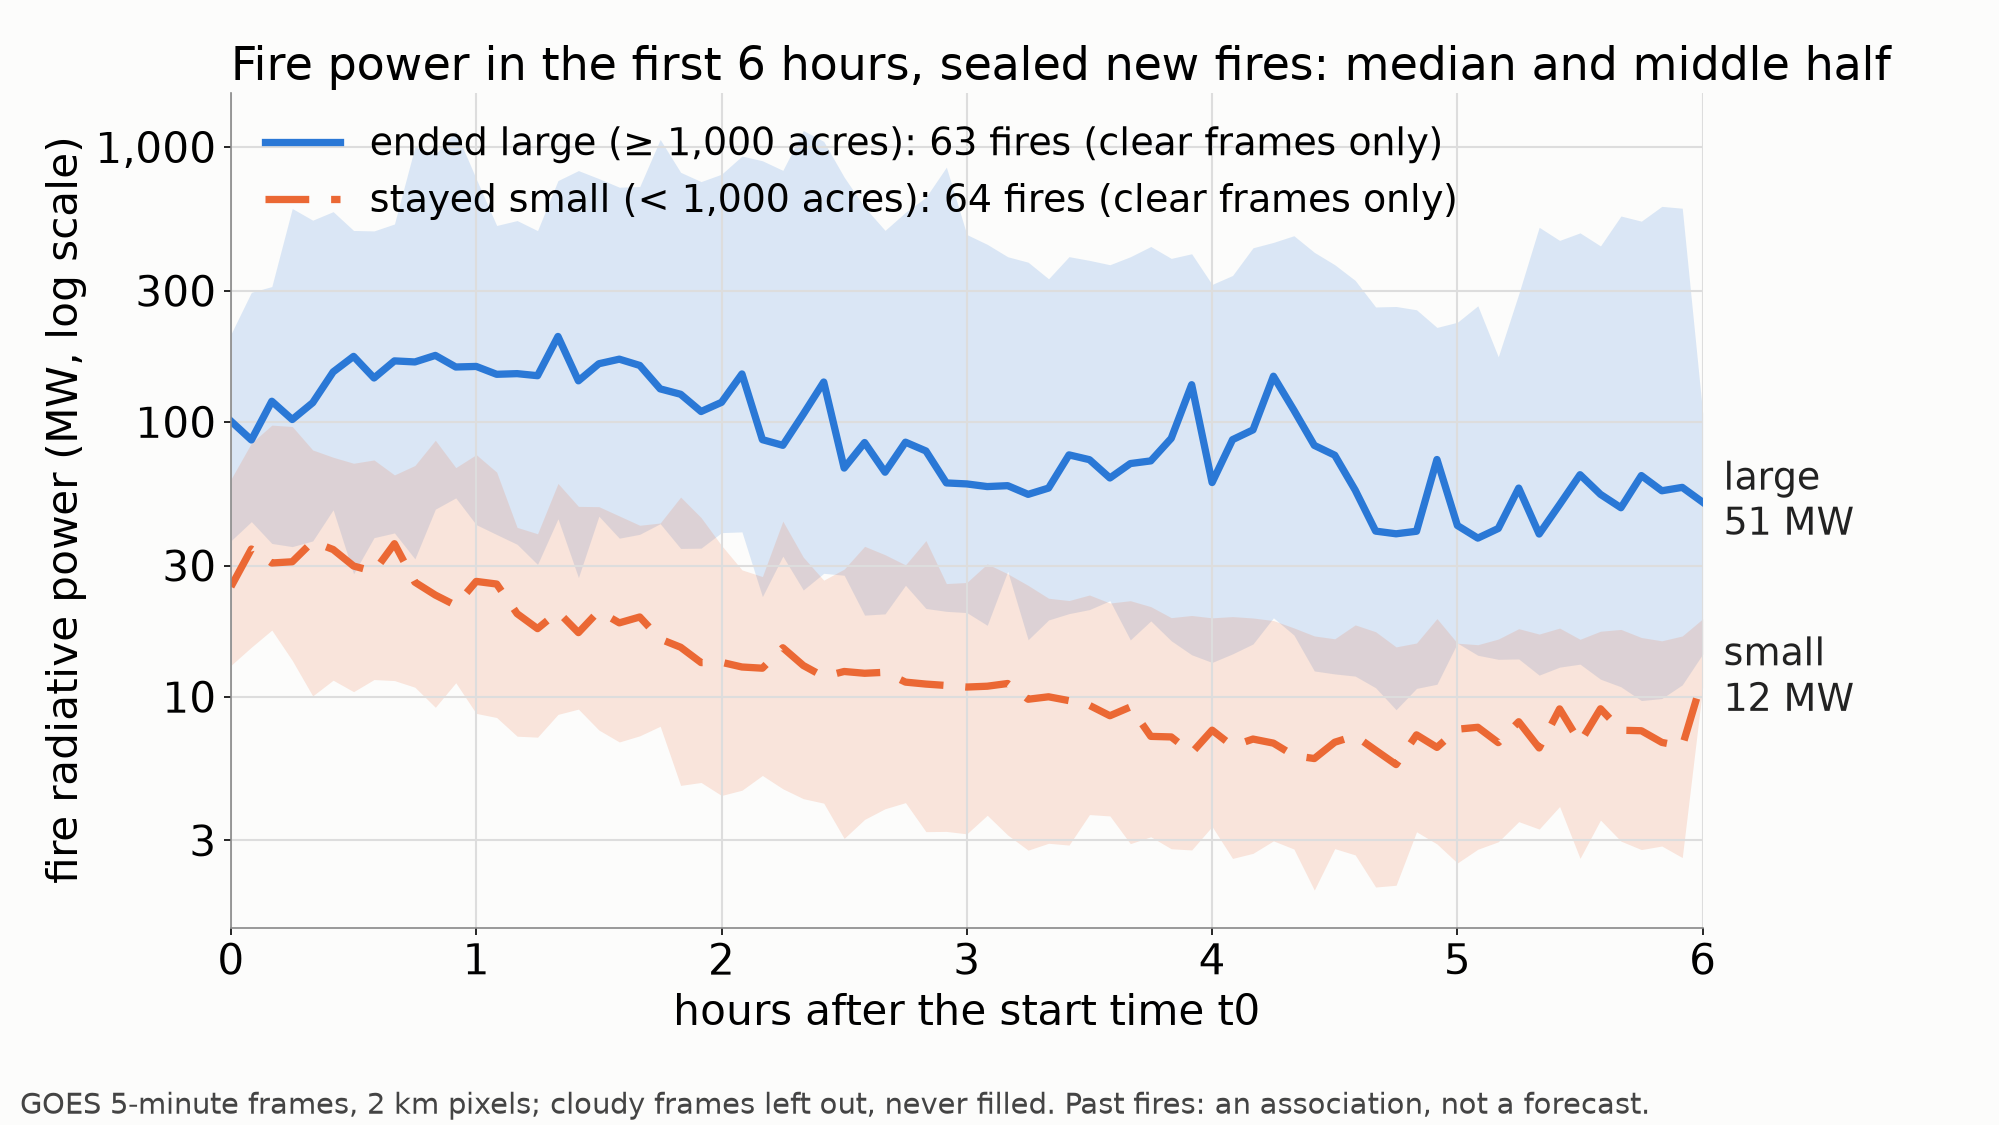 Fire power in the first 6 hours, sealed new fires: median and middle half
fire radiative power (MW, log scale)
1,000
300
100
30
10
3
ended large (≥ 1,000 acres): 63 fires (clear frames only)
stayed small (< 1,000 acres): 64 fires (clear frames only)
large
51 MW
small
12 MW
0 1 2 3 4 5 6
hours after the start time t0
GOES 5-minute frames, 2 km pixels; cloudy frames left out, never filled. Past fires: an association, not a forecast.